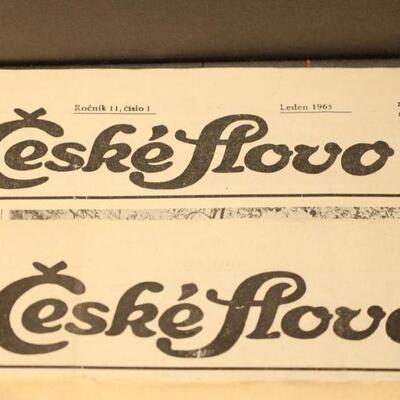 Ročník 11, číslo 1 Leden 1965
České slovo
České slovo